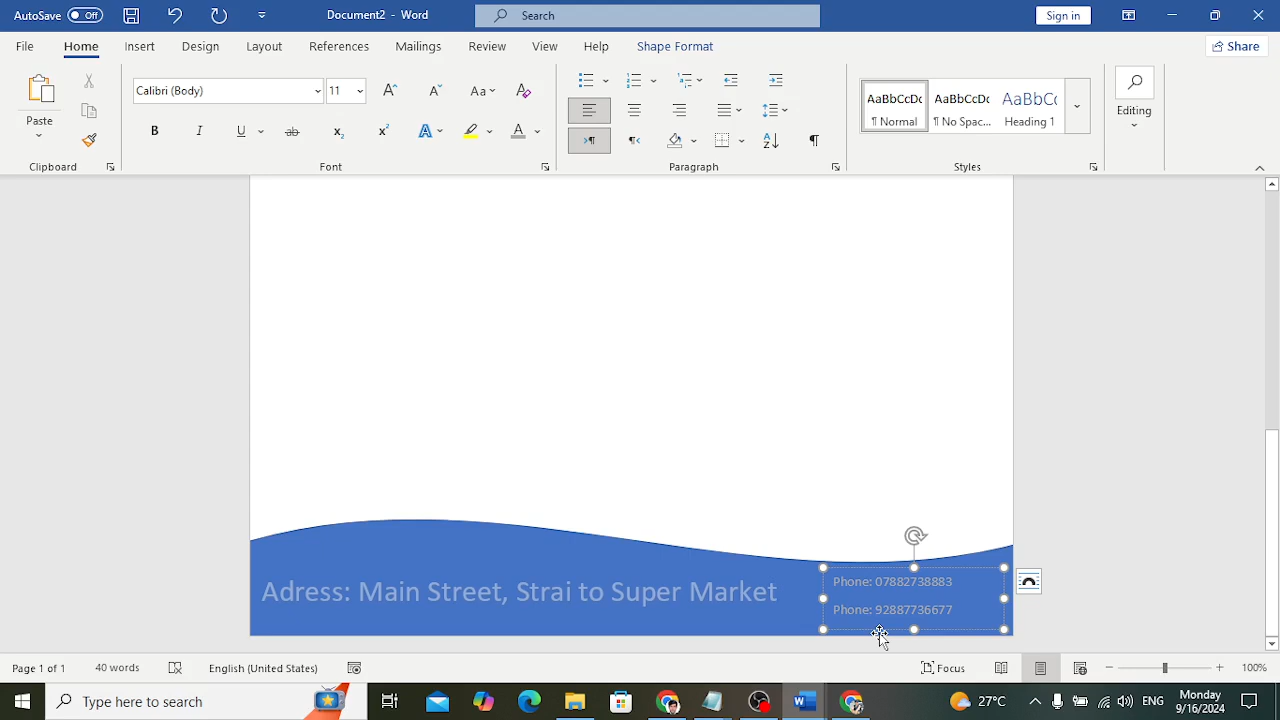 AutoSave Off Document2 - Word Search Sign in
File Home Insert Design Layout References Mailings Review View Help Shape Format Share
Calibri (Body) 11 Aa
Paste
B I U ab x₂ x² A A
AaBbCcDc AaBbCcDc AaBbCc
¶ Normal ¶ No Spac... Heading 1
Editing
Clipboard Font Paragraph Styles
Adress: Main Street, Strai to Super Market
Phone: 07882738883
Phone: 92887736677
Page 1 of 1 40 words English (United States) Focus 100%
Type here to search 27°C ENG
Monday
9/16/2024